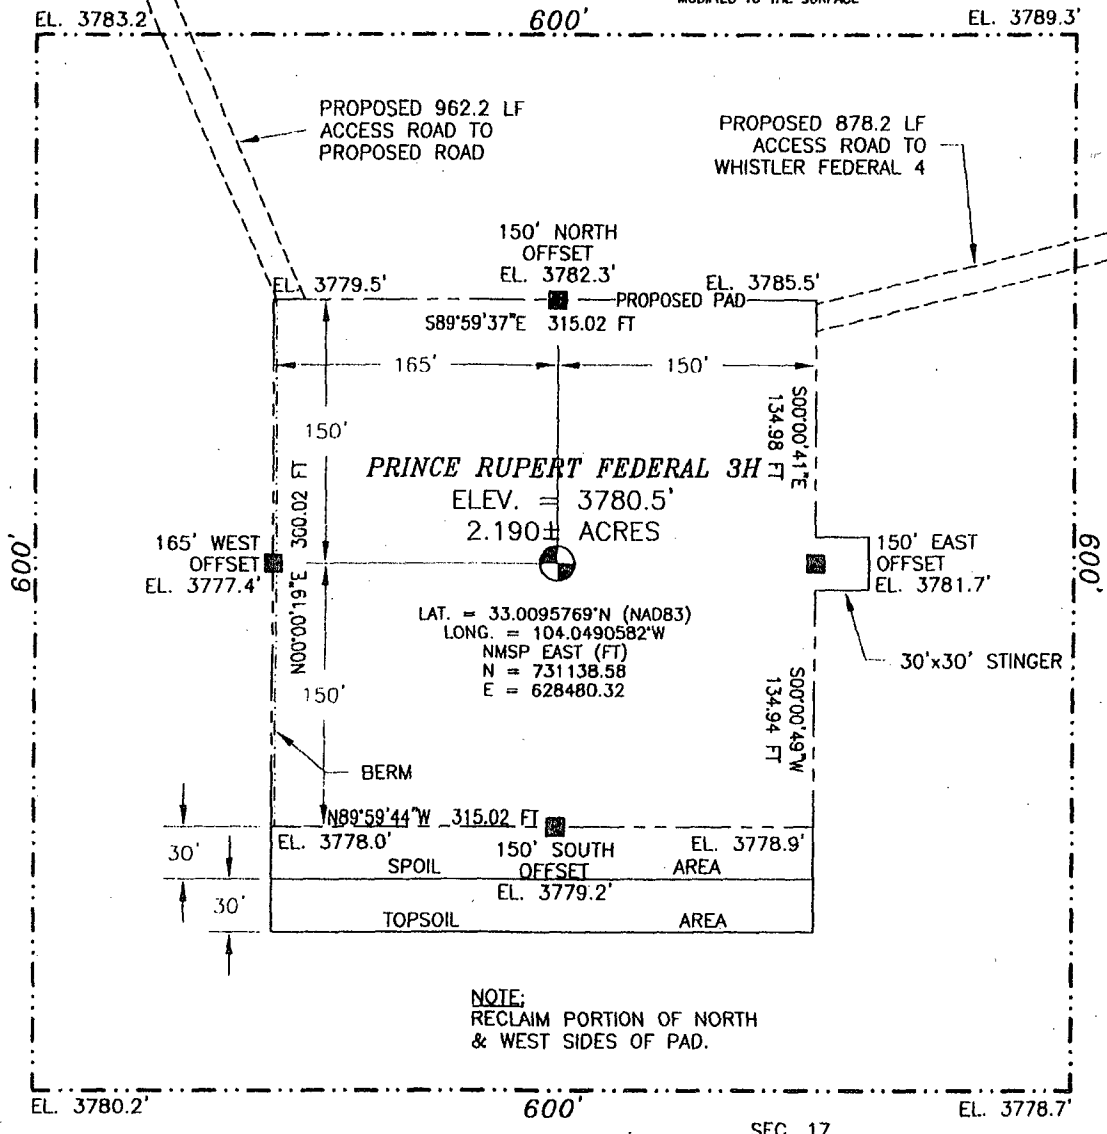 MODIFIED TO THE SURFACE
EL. 3783.2'
600'
EL. 3789.3'
PROPOSED 962.2 LF
ACCESS ROAD TO
PROPOSED ROAD
PROPOSED 878.2 LF
ACCESS ROAD TO
WHISTLER FEDERAL 4
150' NORTH
OFFSET
EL. 3782.3'
EL. 3779.5'
EL. 3785.5'
PROPOSED PAD
S89°59'37"E 315.02 FT
165'
150'
150'
S00°00'41"E
134.98 FT
N00°00'19"E 300.02 FT
PRINCE RUPERT FEDERAL 3H
ELEV. = 3780.5'
2.190± ACRES
600'
165' WEST
OFFSET
EL. 3777.4'
150' EAST
OFFSET
EL. 3781.7'
600'
LAT. = 33.0095769°N (NAD83)
LONG. = 104.0490582°W
NMSP EAST (FT)
N = 731138.58
E = 628480.32
30'x30' STINGER
150'
S00°00'49"W
134.94 FT
BERM
N89°59'44"W 315.02 FT
30'
EL. 3778.0'
150' SOUTH
OFFSET
EL. 3779.2'
EL. 3778.9'
SPOIL AREA
30'
TOPSOIL AREA
NOTE;
RECLAIM PORTION OF NORTH
& WEST SIDES OF PAD.
EL. 3780.2'
600'
EL. 3778.7'
SEC. 17